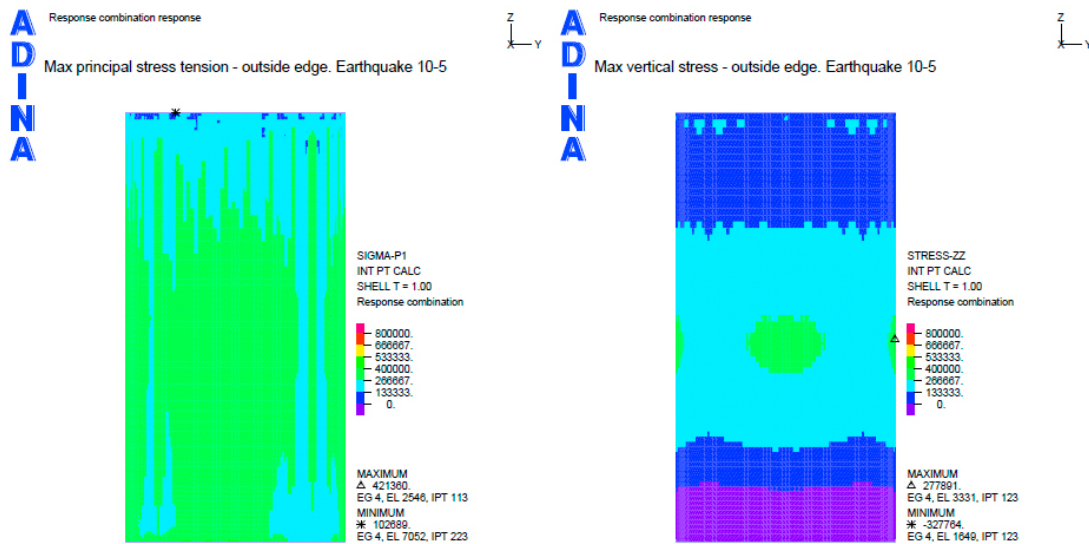 ADINA
Response combination response
Z
X Y
Max principal stress tension - outside edge. Earthquake 10-5
SIGMA-P1
INT PT CALC
SHELL T = 1.00
Response combination
800000.
666667.
533333.
400000.
266667.
133333.
0.
MAXIMUM
△ 421360.
EG 4, EL 2546, IPT 113
MINIMUM
✳ 102689.
EG 4, EL 7052, IPT 223
ADINA
Response combination response
Z
X Y
Max vertical stress - outside edge. Earthquake 10-5
STRESS-ZZ
INT PT CALC
SHELL T = 1.00
Response combination
800000.
666667.
533333.
400000.
266667.
133333.
0.
MAXIMUM
△ 277891.
EG 4, EL 3331, IPT 123
MINIMUM
✳ -327764.
EG 4, EL 1649, IPT 123